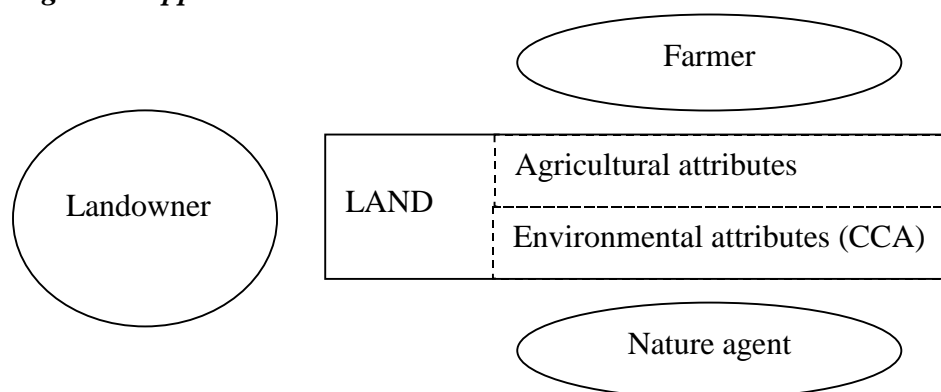 Farmer
Agricultural attributes
Landowner
LAND
Environmental attributes (CCA)
Nature agent